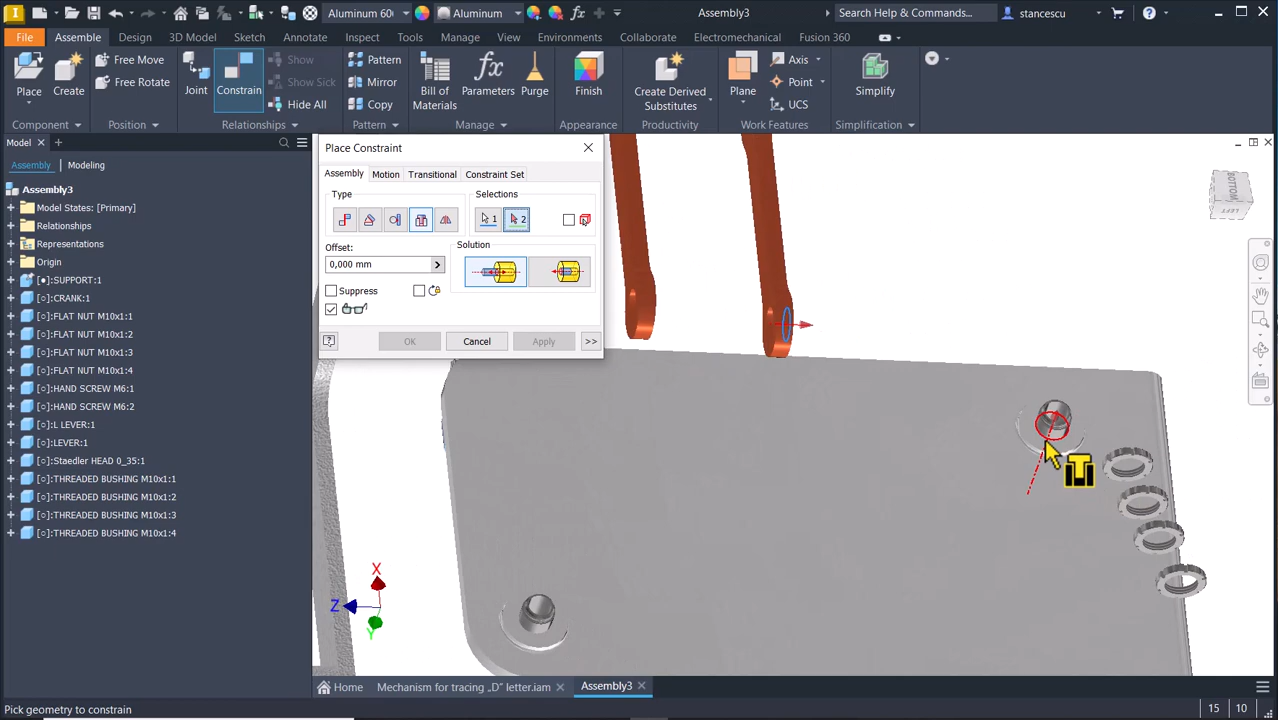 Aluminum 60
Aluminum
Assembly3
Search Help & Commands...
stancescu
File
Assemble
Design
3D Model
Sketch
Annotate
Inspect
Tools
Manage
View
Environments
Collaborate
Electromechanical
Fusion 360
Place
Create
Free Move
Free Rotate
Component
Position
Joint
Constrain
Show
Show Sick
Hide All
Relationships
Pattern
Mirror
Copy
Pattern
Bill of
Materials
fx
Parameters
Purge
Manage
Finish
Appearance
Create Derived
Substitutes
Productivity
Plane
Axis
Point
UCS
Work Features
Simplify
Simplification
Model
Assembly
Modeling
Assembly3
Model States: [Primary]
Relationships
Representations
Origin
[●]:SUPPORT:1
[○]:CRANK:1
[○]:FLAT NUT M10x1:1
[○]:FLAT NUT M10x1:2
[○]:FLAT NUT M10x1:3
[○]:FLAT NUT M10x1:4
[○]:HAND SCREW M6:1
[○]:HAND SCREW M6:2
[○]:L LEVER:1
[○]:LEVER:1
[○]:Staedler HEAD 0_35:1
[○]:THREADED BUSHING M10x1:1
[○]:THREADED BUSHING M10x1:2
[○]:THREADED BUSHING M10x1:3
[○]:THREADED BUSHING M10x1:4
Place Constraint
Assembly
Motion
Transitional
Constraint Set
Type
Selections
1
2
Offset:
0,000 mm
Solution
Suppress
OK
Cancel
Apply
>>
BOTTOM
X
Z
Y
Home
Mechanism for tracing „D” letter.iam
Assembly3
Pick geometry to constrain
15
10